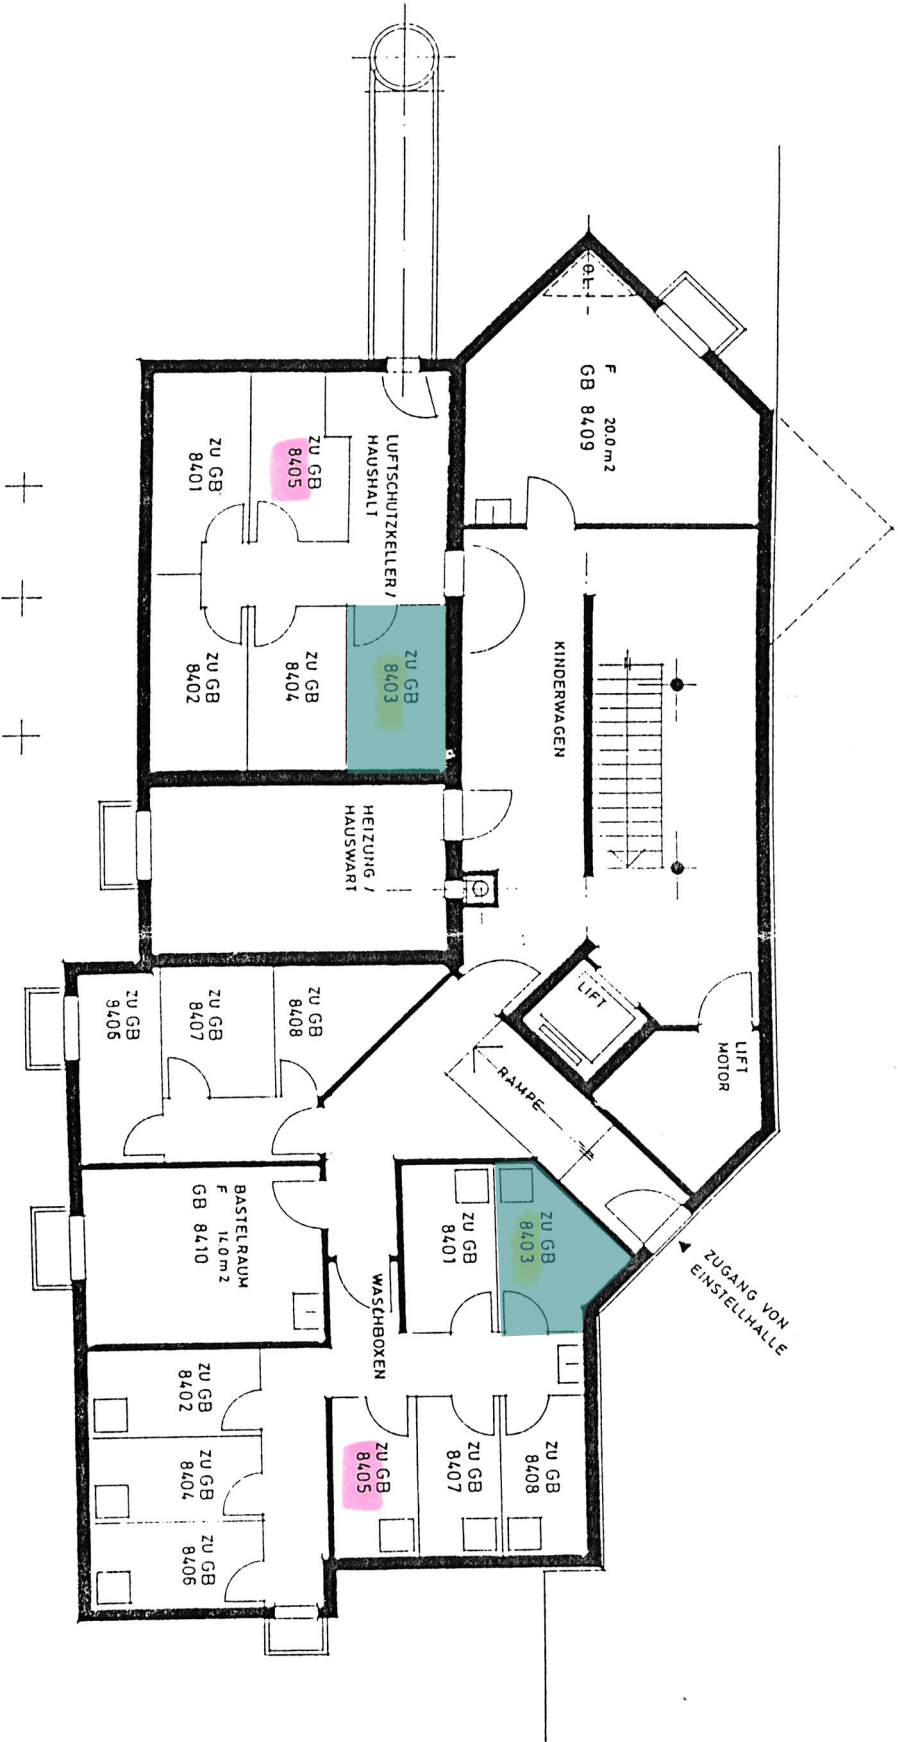 Ö.L.
F 20.0 m2
GB 8409
LUFTSCHUTZKELLER/
HAUSHALT
ZU GB
8405
ZU GB
8401
ZU GB
8403
ZU GB
8404
ZU GB
8402
KINDERWAGEN
HEIZUNG /
HAUSWART
LIFT
LIFT
MOTOR
RAMPE
ZU GB
8408
ZU GB
8407
ZU GB
8406
ZUGANG VON
EINSTELLHALLE
ZU GB
8403
ZU GB
8401
BASTELRAUM
F 14.0 m2
GB 8410
WASCHBOXEN
ZU GB
8408
ZU GB
8407
ZU GB
8405
ZU GB
8402
ZU GB
8404
ZU GB
8406